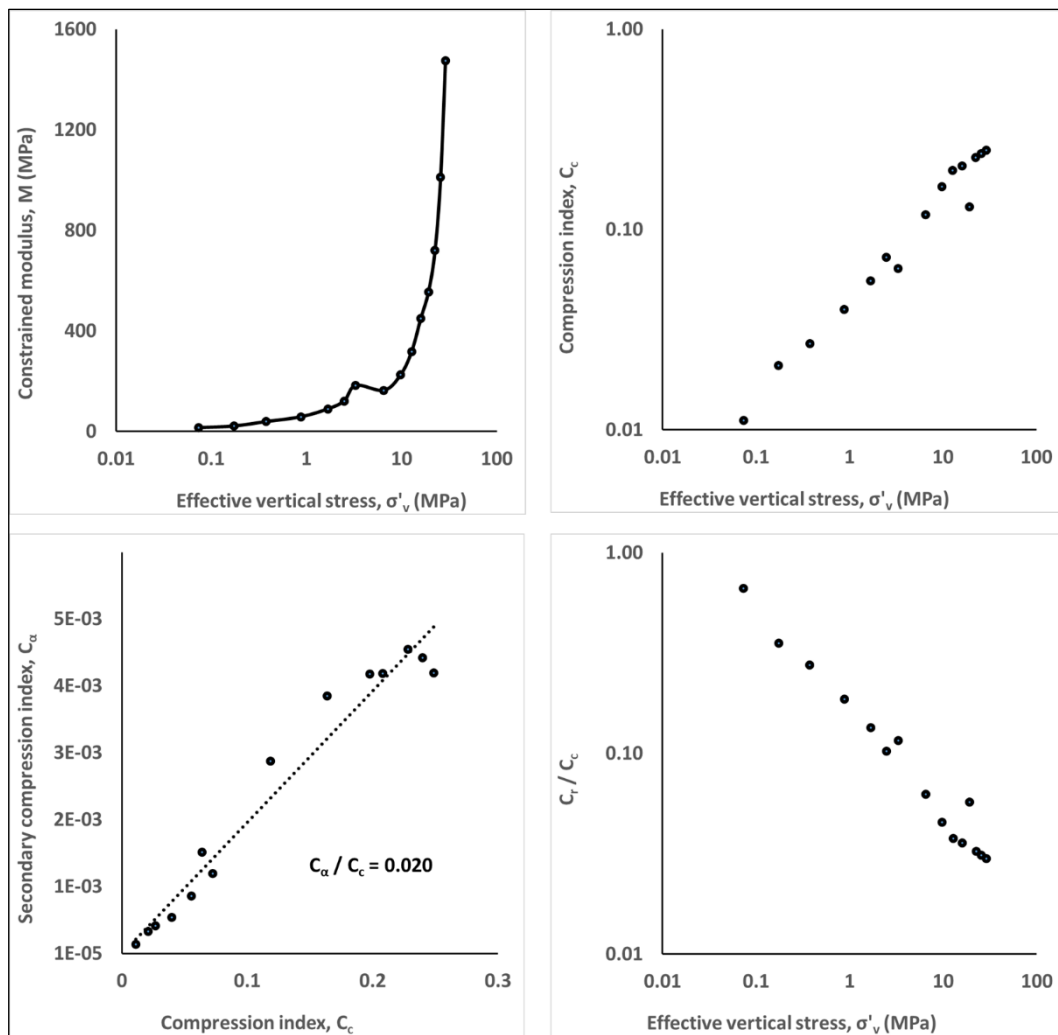 Constrained modulus, M (MPa)
1600
1200
800
400
0
0.01 0.1 1 10 100
Effective vertical stress, σ'v (MPa)
Compression index, Cc
1.00
0.10
0.01
0.01 0.1 1 10 100
Effective vertical stress, σ'v (MPa)
Secondary compression index, Cα
5E-03
4E-03
3E-03
2E-03
1E-03
1E-05
Cα / Cc = 0.020
0 0.1 0.2 0.3
Compression index, Cc
Cr / Cc
1.00
0.10
0.01
0.01 0.1 1 10 100
Effective vertical stress, σ'v (MPa)